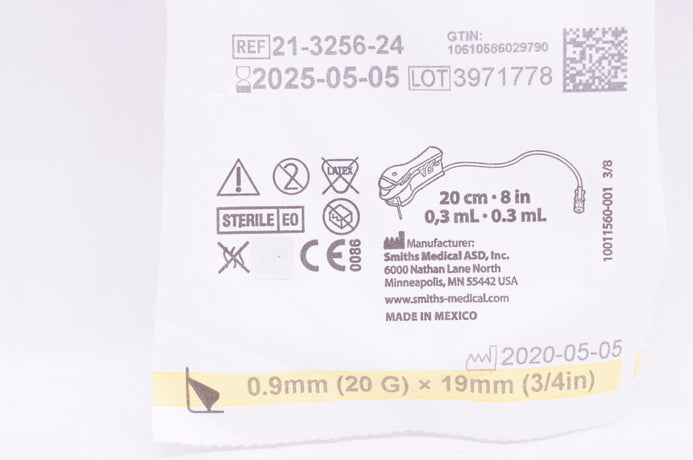 REF 21-3256-24
GTIN:
10610586029790
2025-05-05 LOT 3971778
2
LATEX
STERILE EO
CE 0086
20 cm · 8 in
0,3 mL · 0.3 mL
10011560-001 3/8
Manufacturer:
Smiths Medical ASD, Inc.
6000 Nathan Lane North
Minneapolis, MN 55442 USA
www.smiths-medical.com
MADE IN MEXICO
2020-05-05
0.9mm (20 G) × 19mm (3/4in)